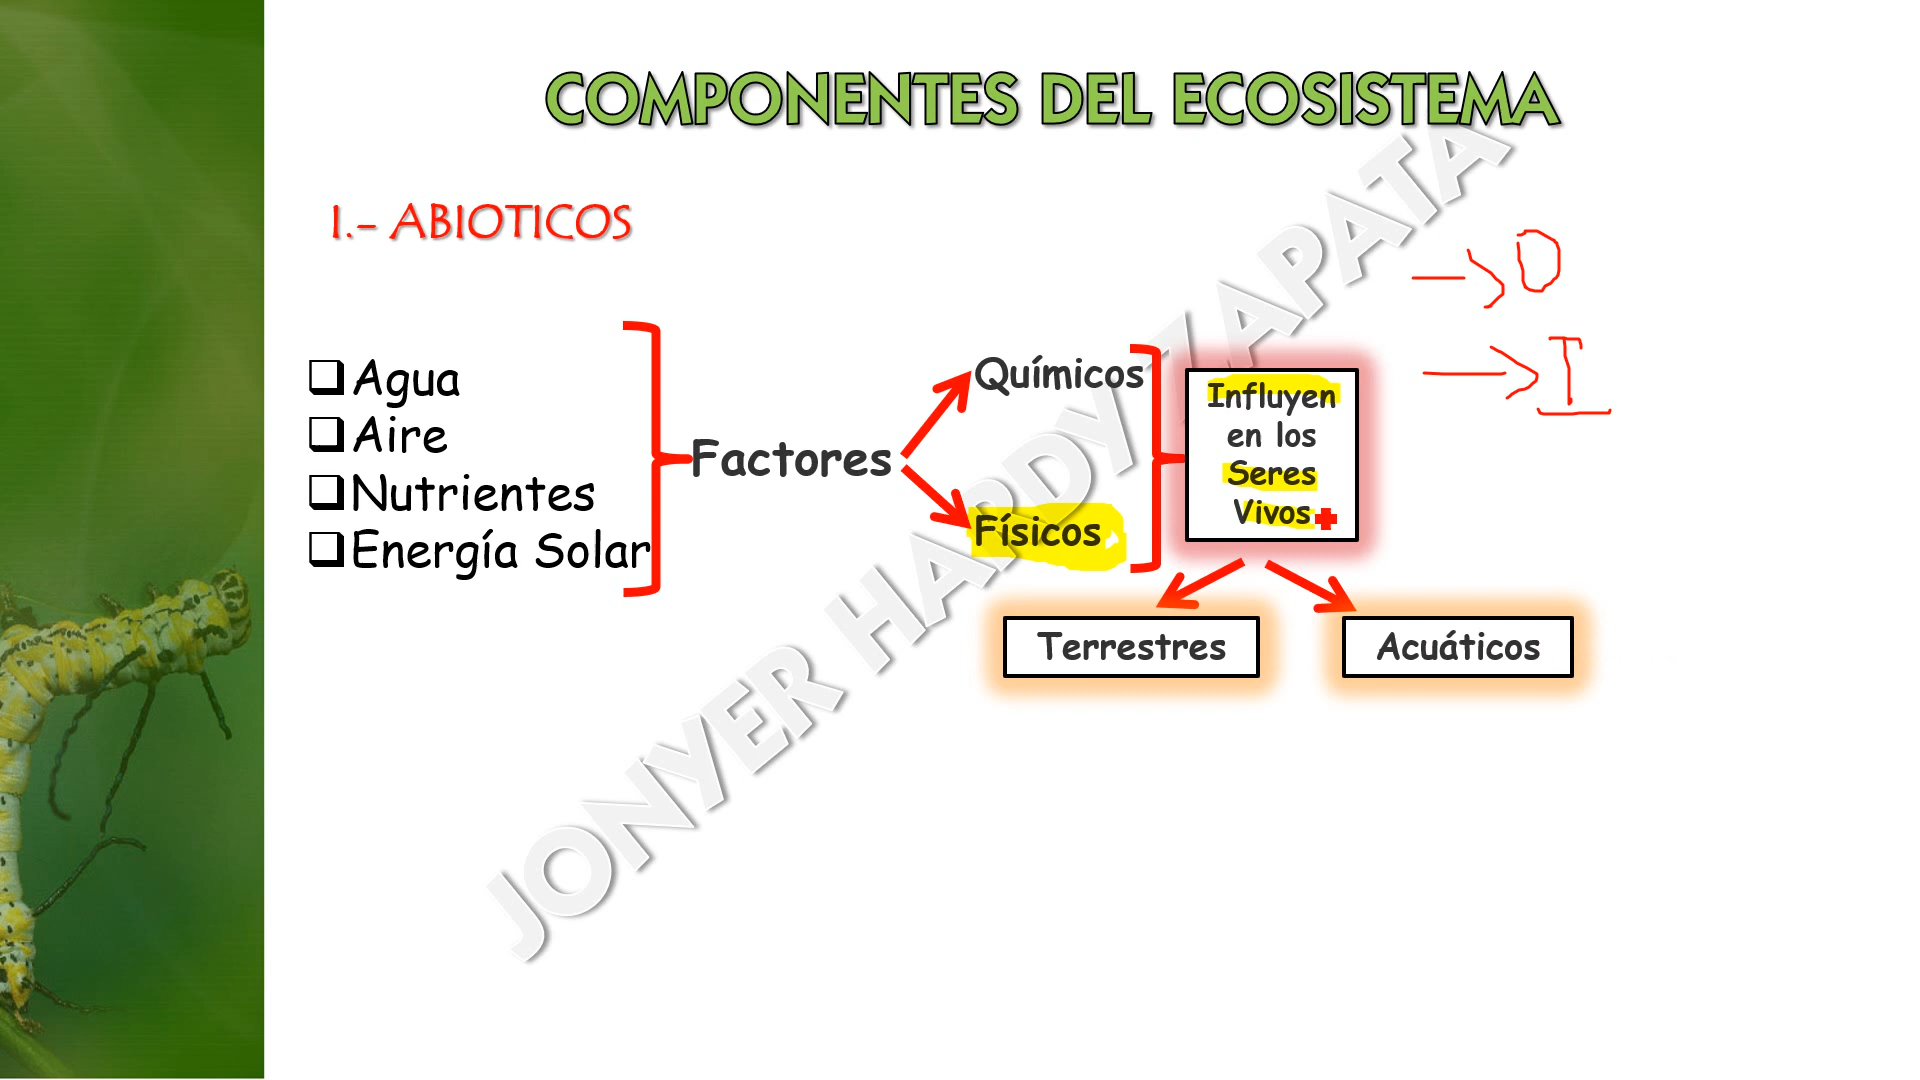 COMPONENTES DEL ECOSISTEMA
I.- ABIOTICOS
Agua
Aire
Nutrientes
Energía Solar
Factores
Químicos
Físicos
Influyen
en los
Seres
Vivos
Terrestres
Acuáticos
O
I
JONYER HARDY ZAPATA